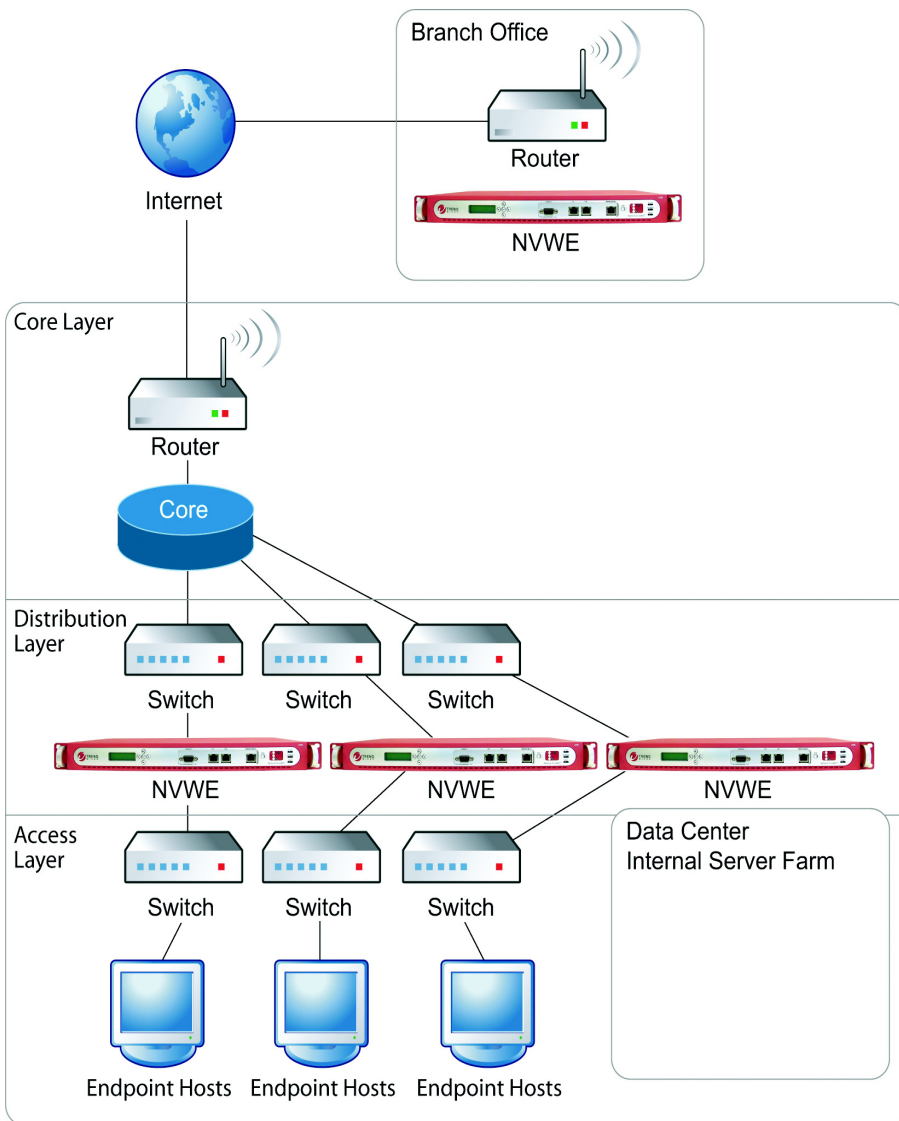 Branch Office
Router
Internet
NVWE
Core Layer
Router
Core
Distribution
Layer
Switch Switch Switch
NVWE NVWE NVWE
Access
Layer
Data Center
Internal Server Farm
Switch Switch Switch
Endpoint Hosts Endpoint Hosts Endpoint Hosts